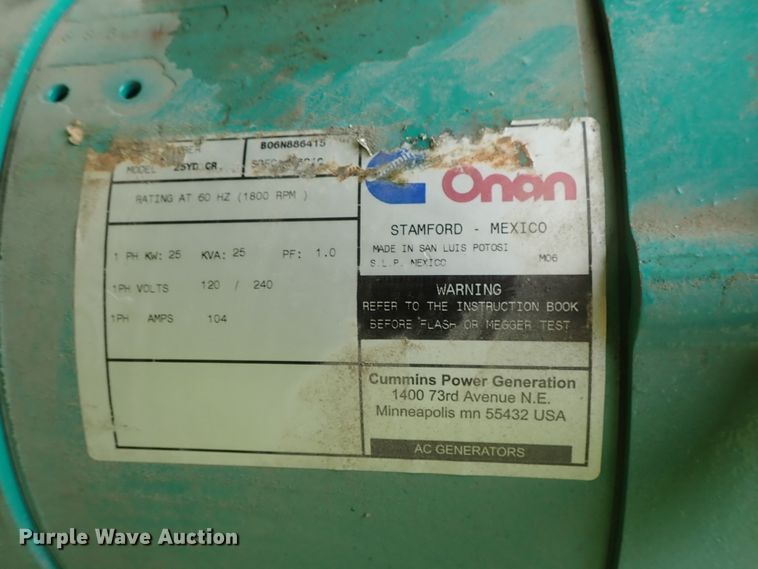 B06N886415
MODEL 25YD CR.
RATING AT 60 HZ (1800 RPM )
1 PH KW: 25 KVA: 25 PF: 1.0
1PH VOLTS 120 / 240
1PH AMPS 104
Onan
STAMFORD - MEXICO
MADE IN SAN LUIS POTOSI
S.L.P. MEXICO M06
WARNING
REFER TO THE INSTRUCTION BOOK
BEFORE FLASH OR MEGGER TEST
Cummins Power Generation
1400 73rd Avenue N.E.
Minneapolis mn 55432 USA
AC GENERATORS
Purple Wave Auction